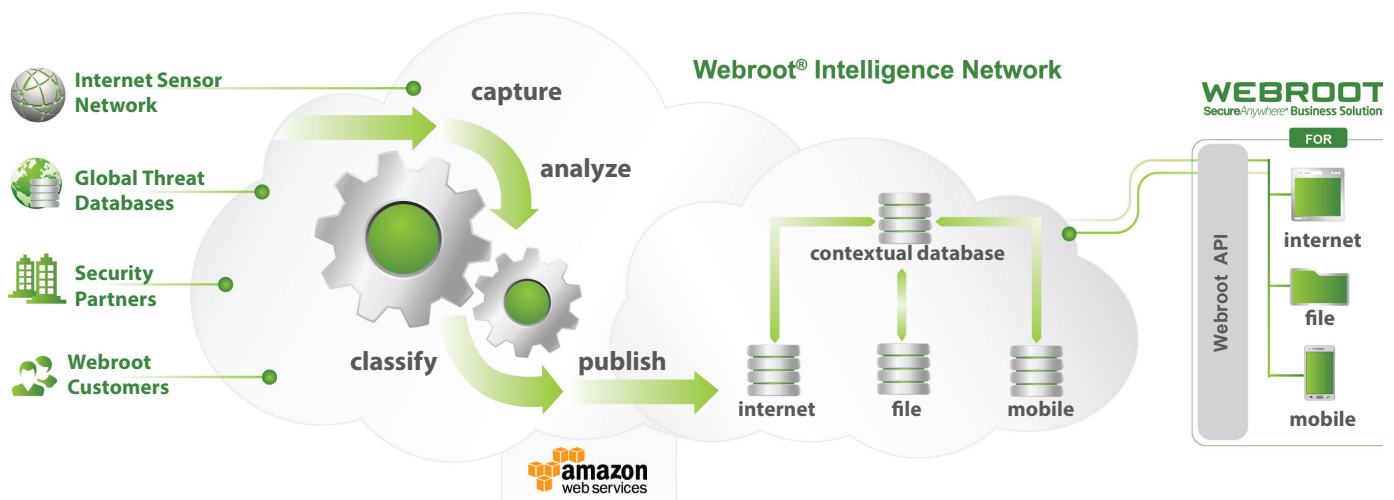 Internet Sensor
Network
Global Threat
Databases
Security
Partners
Webroot
Customers
capture
analyze
classify
publish
amazon
web services
Webroot® Intelligence Network
contextual database
internet
file
mobile
WEBROOT
SecureAnywhere® Business Solutions
FOR
Webroot API
internet
file
mobile